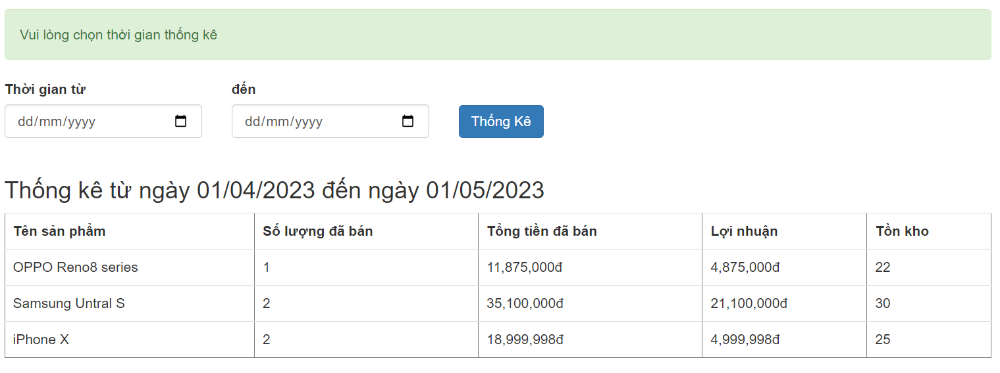 Vui lòng chọn thời gian thống kê
Thời gian từ đến
dd/mm/yyyy dd/mm/yyyy Thống Kê
Thống kê từ ngày 01/04/2023 đến ngày 01/05/2023
Tên sản phẩm Số lượng đã bán Tổng tiền đã bán Lợi nhuận Tồn kho
OPPO Reno8 series 1 11,875,000đ 4,875,000đ 22
Samsung Untral S 2 35,100,000đ 21,100,000đ 30
iPhone X 2 18,999,998đ 4,999,998đ 25